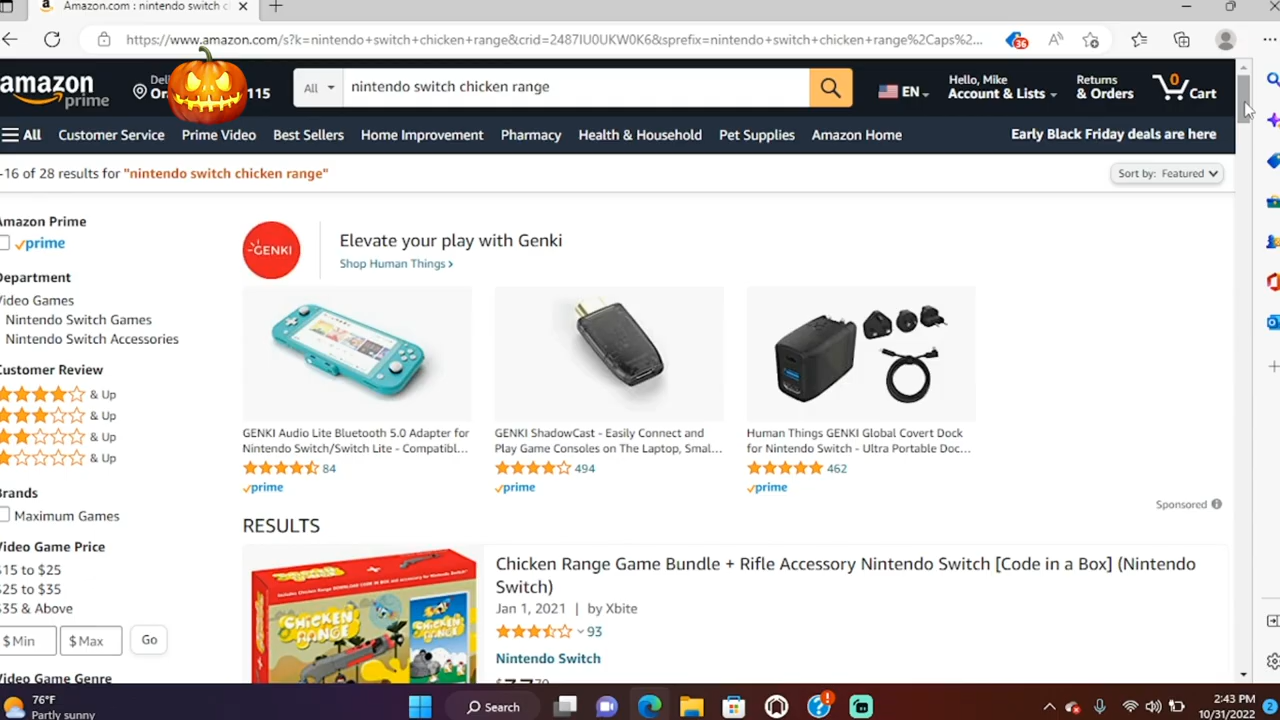 Amazon.com : nintendo switch c
https://www.amazon.com/s?k=nintendo+switch+chicken+range&crid=2487IU0UKW0K6&sprefix=nintendo+switch+chicken+range%2Caps%2...
36
amazon
prime
Deli
Or
115
All
nintendo switch chicken range
EN
Hello, Mike
Account & Lists
Returns
& Orders
0
Cart
All
Customer Service
Prime Video
Best Sellers
Home Improvement
Pharmacy
Health & Household
Pet Supplies
Amazon Home
Early Black Friday deals are here
-16 of 28 results for "nintendo switch chicken range"
Sort by: Featured
Amazon Prime
prime
Department
Video Games
Nintendo Switch Games
Nintendo Switch Accessories
Customer Review
& Up
& Up
& Up
& Up
Brands
Maximum Games
Video Game Price
$15 to $25
$25 to $35
$35 & Above
$ Min
$ Max
Go
Video Game Genre
GENKI
Elevate your play with Genki
Shop Human Things ›
GENKI Audio Lite Bluetooth 5.0 Adapter for
Nintendo Switch/Switch Lite - Compatibl...
84
prime
GENKI ShadowCast - Easily Connect and
Play Game Consoles on The Laptop, Smal...
494
prime
Human Things GENKI Global Covert Dock
for Nintendo Switch - Ultra Portable Doc...
462
prime
Sponsored
RESULTS
CHICKEN
RANGE
CHICKEN
RANGE
Chicken Range Game Bundle + Rifle Accessory Nintendo Switch [Code in a Box] (Nintendo
Switch)
Jan 1, 2021 | by Xbite
93
Nintendo Switch
76°F
Partly sunny
Search
2:43 PM
10/31/2022
2